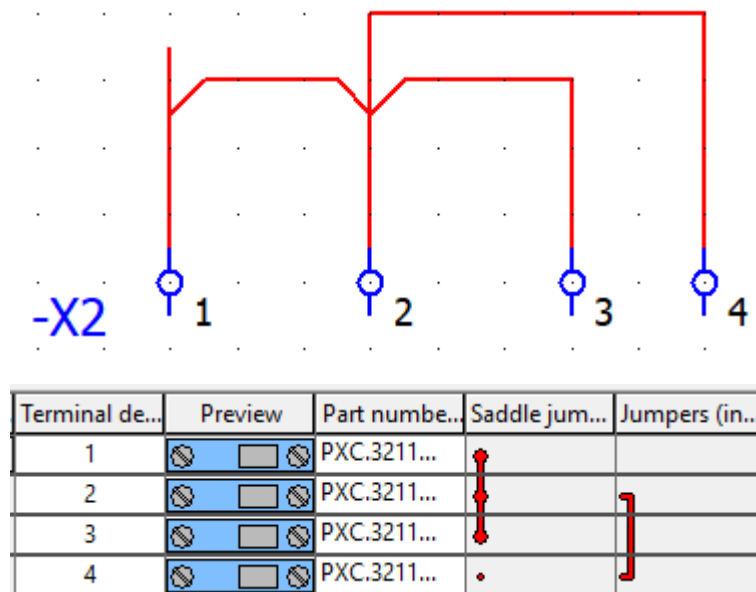 -X2 1 2 3 4
Terminal de... Preview Part numbe... Saddle jum... Jumpers (in...
1 PXC.3211...
2 PXC.3211...
3 PXC.3211...
4 PXC.3211...